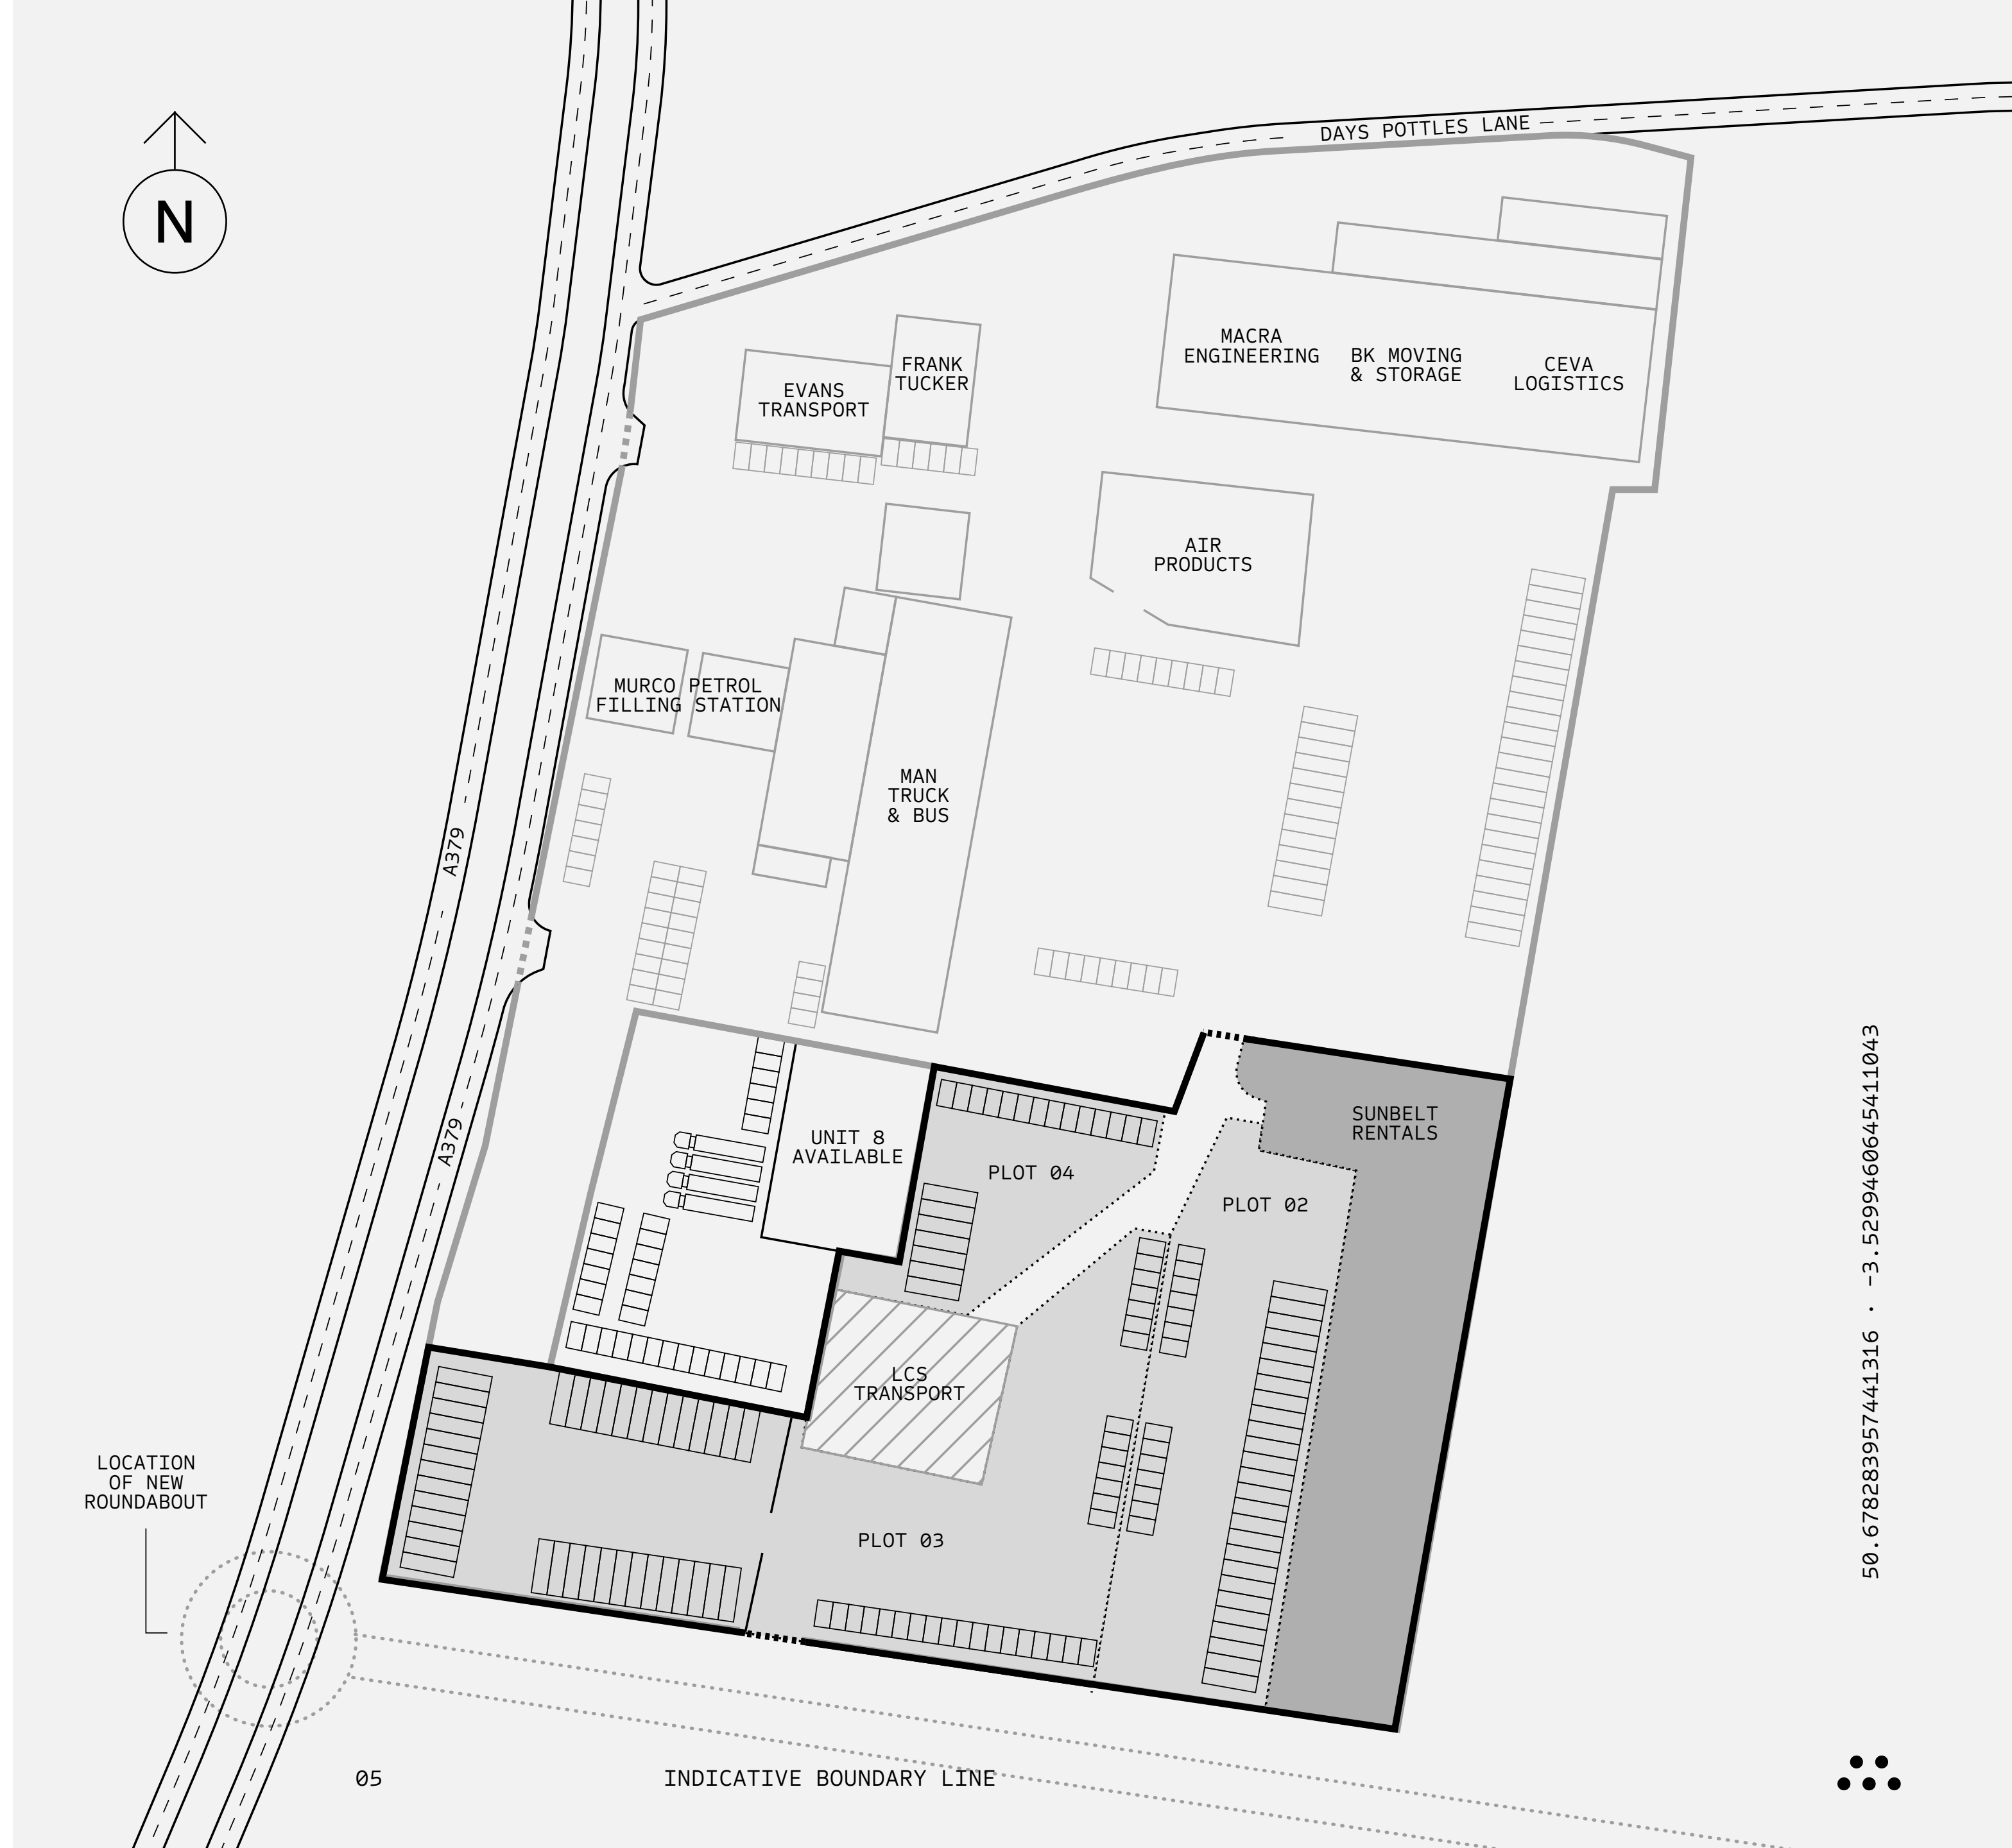 DAYS POTTLES LANE
N
MACRA
ENGINEERING
BK MOVING
& STORAGE
CEVA
LOGISTICS
FRANK
TUCKER
EVANS
TRANSPORT
AIR
PRODUCTS
MURCO PETROL
FILLING STATION
MAN
TRUCK
& BUS
A379
A379
UNIT 8
AVAILABLE
PLOT 04
SUNBELT
RENTALS
PLOT 02
LCS
TRANSPORT
PLOT 03
LOCATION
OF NEW
ROUNDABOUT
50.67828395744131​6 · -3.5299460645411043
05
INDICATIVE BOUNDARY LINE